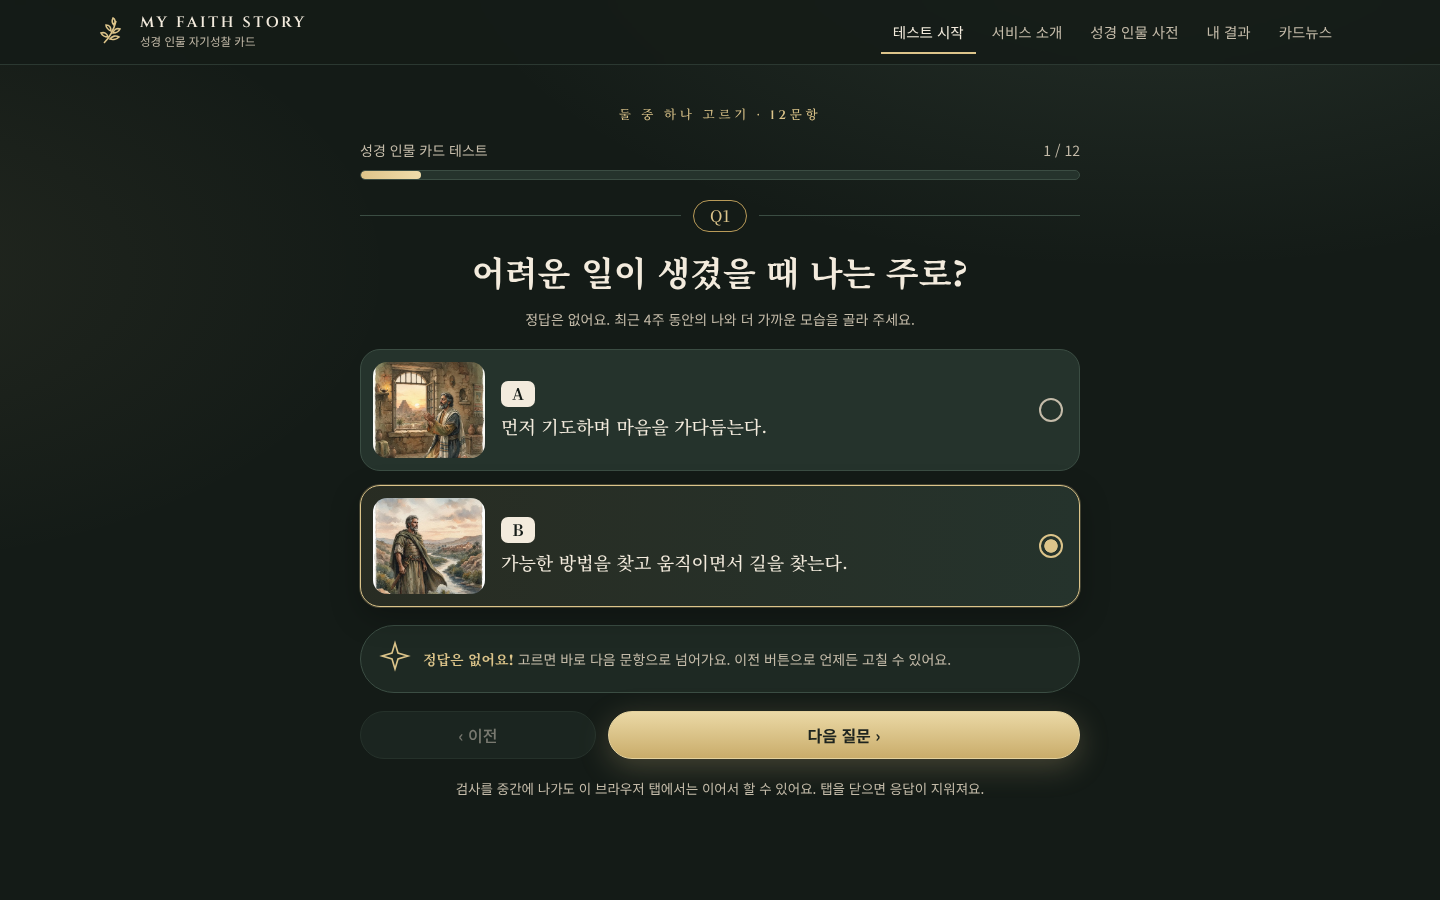 MY FAITH STORY
성경 인물 자기성찰 카드
테스트 시작
서비스 소개
성경 인물 사전
내 결과
카드뉴스
둘 중 하나 고르기 · 12문항
성경 인물 카드 테스트
1 / 12
Q1
어려운 일이 생겼을 때 나는 주로?
정답은 없어요. 최근 4주 동안의 나와 더 가까운 모습을 골라 주세요.
A
먼저 기도하며 마음을 가다듬는다.
B
가능한 방법을 찾고 움직이면서 길을 찾는다.
정답은 없어요! 고르면 바로 다음 문항으로 넘어가요. 이전 버튼으로 언제든 고칠 수 있어요.
‹ 이전
다음 질문 ›
검사를 중간에 나가도 이 브라우저 탭에서는 이어서 할 수 있어요. 탭을 닫으면 응답이 지워져요.